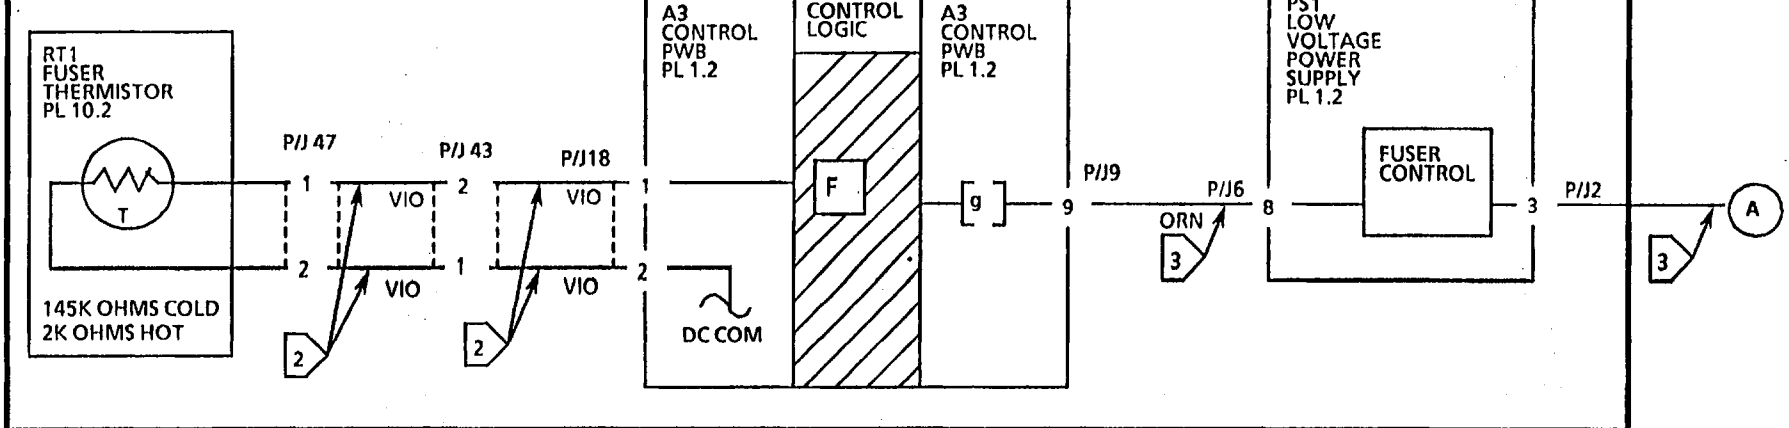 RT1
FUSER
THERMISTOR
PL 10.2
T
145K OHMS COLD
2K OHMS HOT
P/J 47
1
2
VIO
VIO
2
P/J 43
2
1
VIO
VIO
2
P/J18
1
2
A3
CONTROL
PWB
PL 1.2
DC COM
CONTROL
LOGIC
F
A3
CONTROL
PWB
PL 1.2
g
P/J9
9
ORN
3
P/J6
8
PS1
LOW
VOLTAGE
POWER
SUPPLY
PL 1.2
FUSER
CONTROL
3
P/J2
3
A